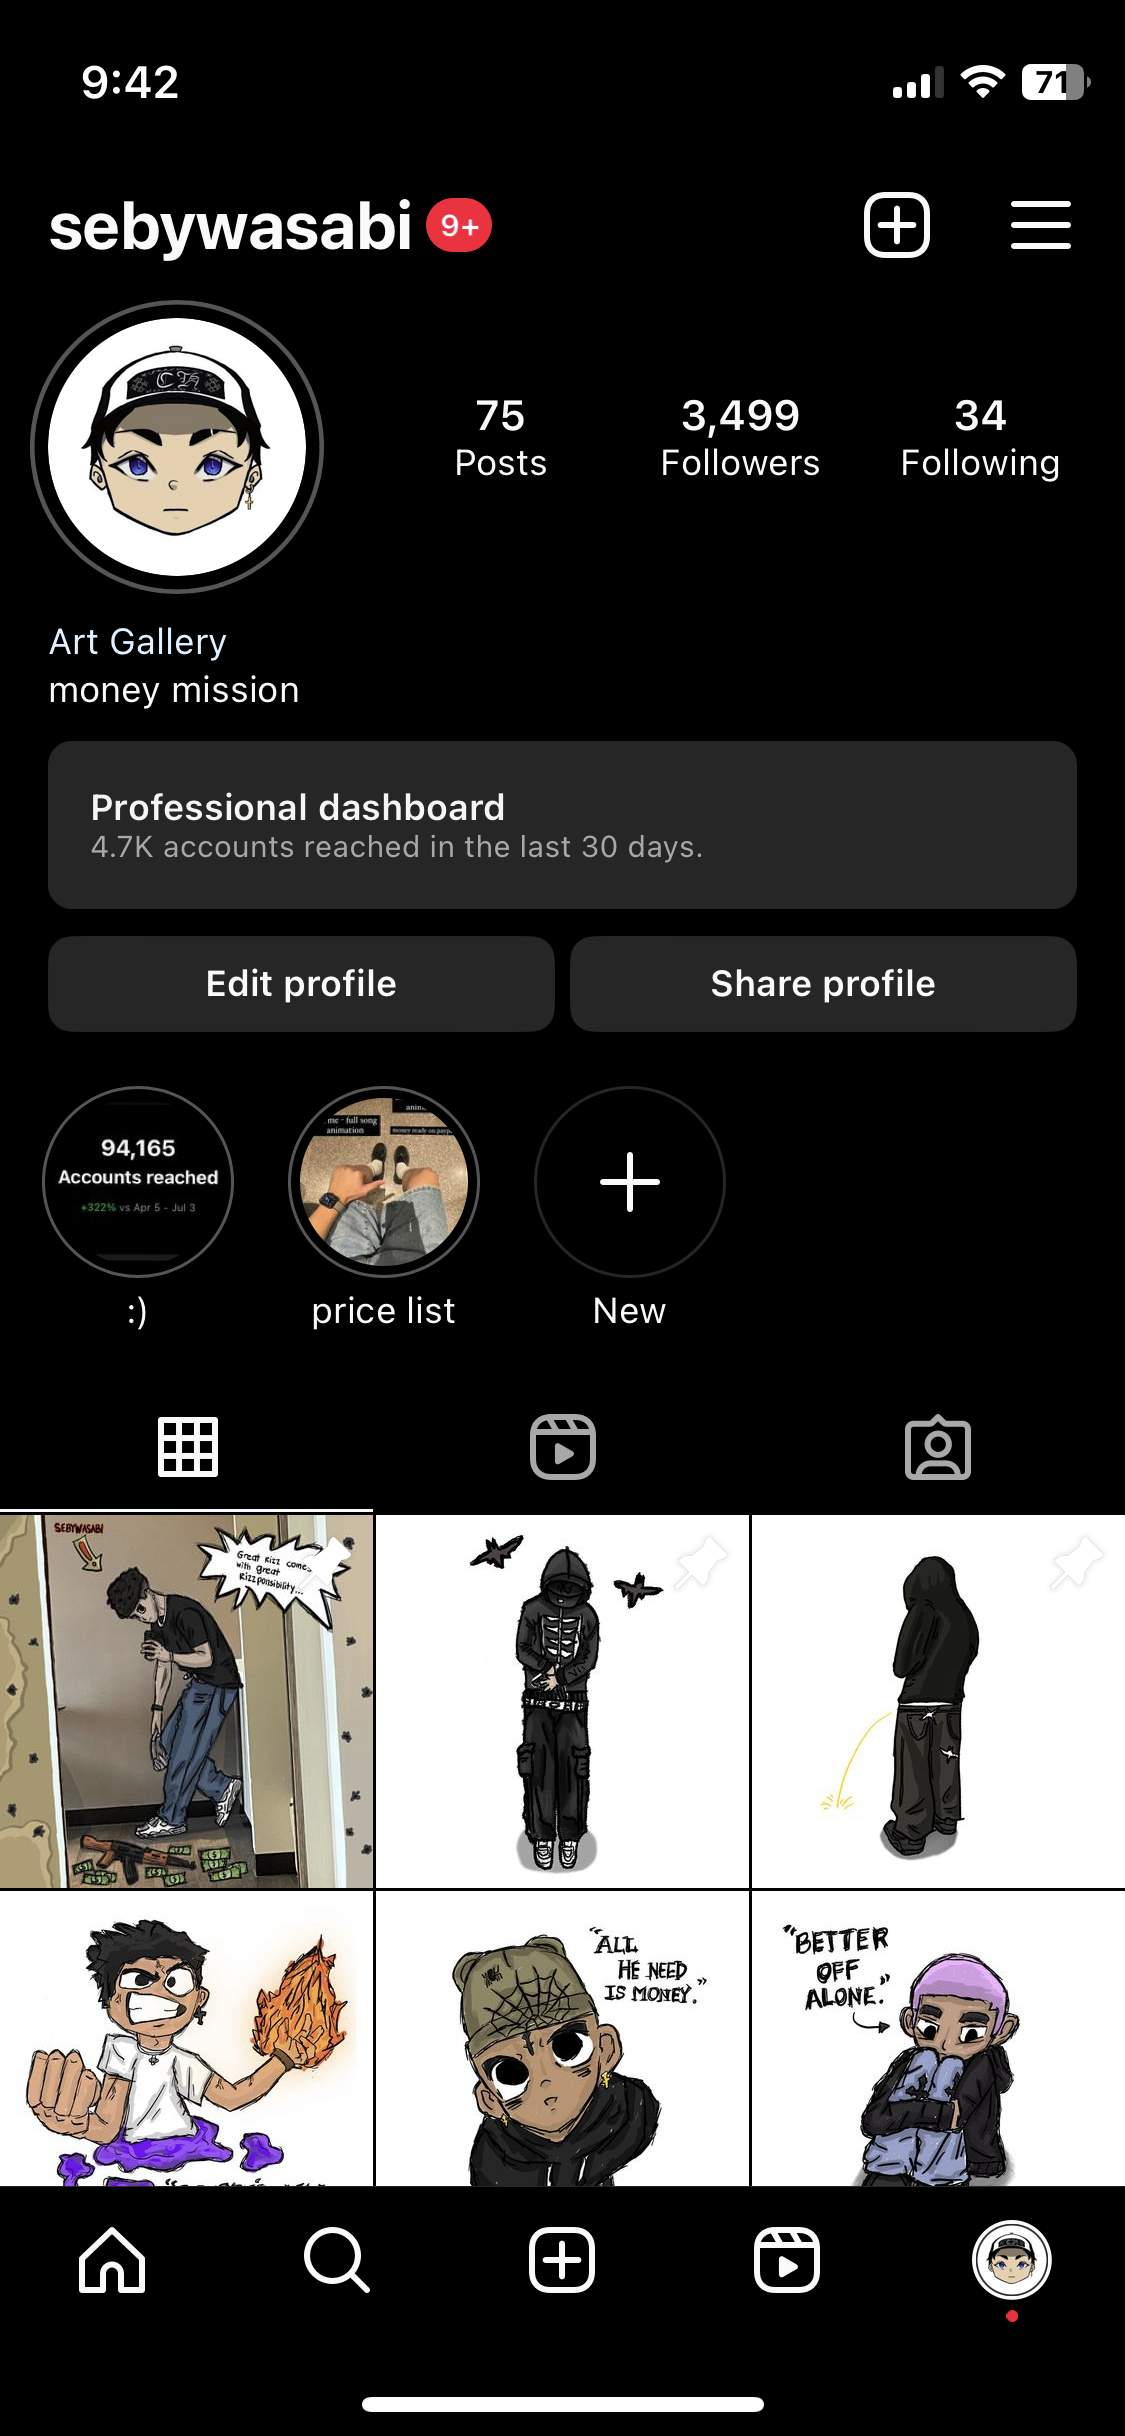 9:42
71
sebywasabi 9+
CH
75
Posts
3,499
Followers
34
Following
Art Gallery
money mission
Professional dashboard
4.7K accounts reached in the last 30 days.
Edit profile
Share profile
94,165
Accounts reached
+322% vs Apr 5 - Jul 3
me - full song
animation
anim
money ready on payp
:)
price list
New
SEBYWASABI
Great Rizz comes
with great
Rizzponsibility...
"ALL
HE NEED
IS MONEY."
"BETTER
OFF
ALONE."